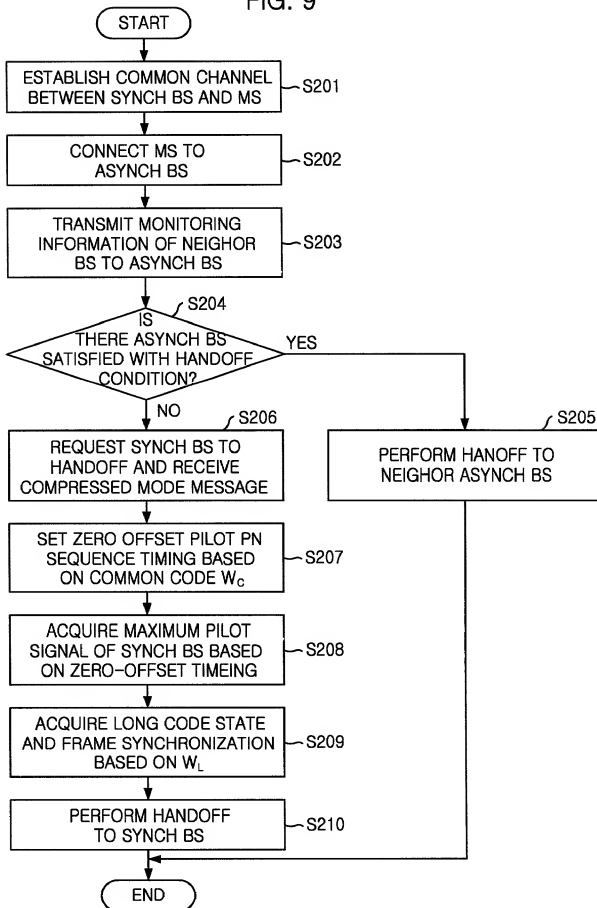 FIG. 9
START
ESTABLISH COMMON CHANNEL
BETWEEN SYNCH BS AND MS
S201
CONNECT MS TO
ASYNCH BS
S202
TRANSMIT MONITORING
INFORMATION OF NEIGHOR
BS TO ASYNCH BS
S203
S204
IS
THERE ASYNCH BS
SATISFIED WITH HANDOFF
CONDITION?
YES
NO
S206
REQUEST SYNCH BS TO
HANDOFF AND RECEIVE
COMPRESSED MODE MESSAGE
S205
PERFORM HANOFF TO
NEIGHOR ASYNCH BS
SET ZERO OFFSET PILOT PN
SEQUENCE TIMING BASED
ON COMMON CODE WC
S207
ACQUIRE MAXIMUM PILOT
SIGNAL OF SYNCH BS BASED
ON ZERO-OFFSET TIMEING
S208
ACQUIRE LONG CODE STATE
AND FRAME SYNCHRONIZATION
BASED ON WL
S209
PERFORM HANDOFF
TO SYNCH BS
S210
END